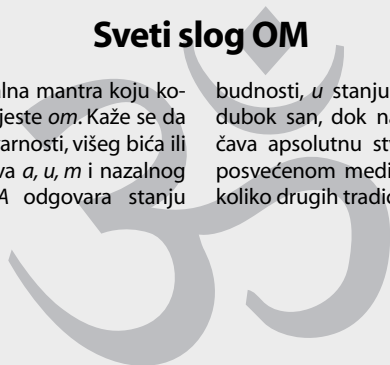 Sveti slog OM
alna mantra koju ko-
jeste om. Kaže se da
varnosti, višeg bića ili
va a, u, m i nazalnog
A odgovara stanju
budnosti, u stanju
dubok san, dok na
čava apsolutnu st
posvećenom medi
koliko drugih tradic
ॐ